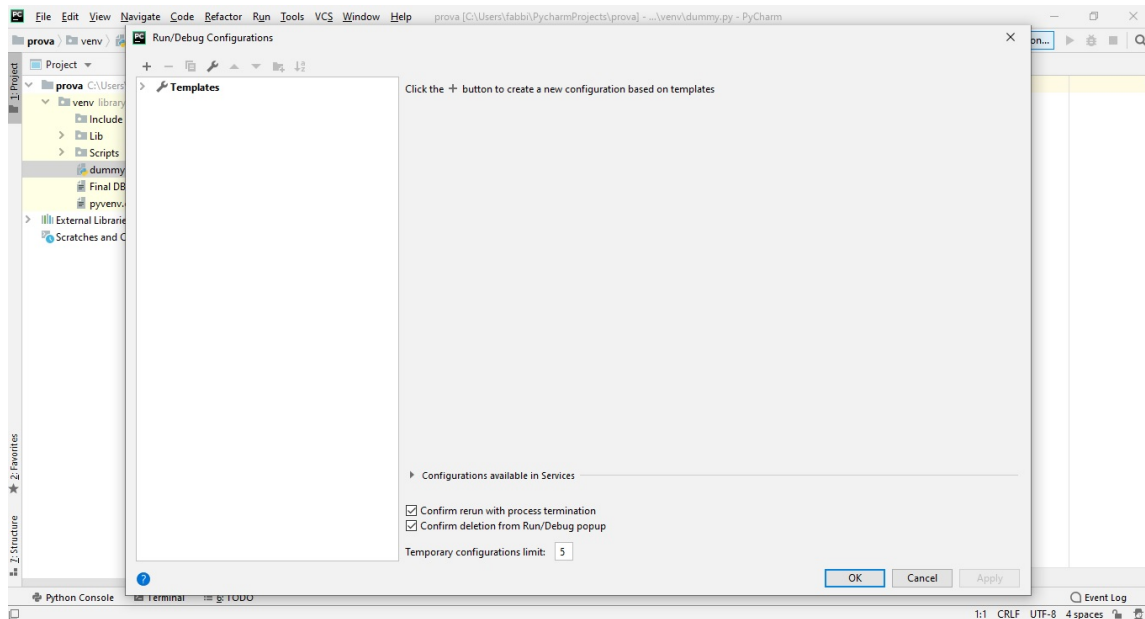 File Edit View Navigate Code Refactor Run Tools VCS Window Help prova [C:\Users\fabbi\PycharmProjects\prova] - ...\venv\dummy.py - PyCharm
prova venv
Run/Debug Configurations
on...
1: Project
Project
prova C:\Users
venv library
Include
Lib
Scripts
dummy
Final DB
pyvenv.
External Librarie
Scratches and C
Templates
Click the + button to create a new configuration based on templates
Configurations available in Services
Confirm rerun with process termination
Confirm deletion from Run/Debug popup
Temporary configurations limit: 5
OK Cancel Apply
2: Favorites
7: Structure
Python Console Terminal 6: TODO Event Log
1:1 CRLF UTF-8 4 spaces